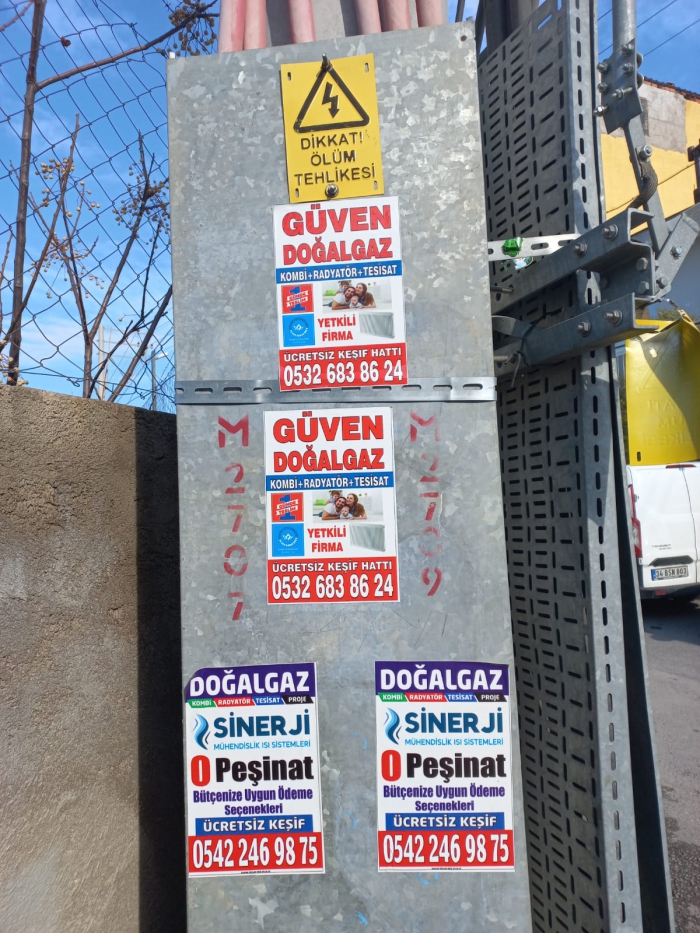 DİKKAT!
ÖLÜM
TEHLİKESİ
GÜVEN
DOĞALGAZ
KOMBİ+RADYATÖR+TESİSAT
1
YETKİLİ
FİRMA
ÜCRETSİZ KEŞİF HATTI
0532 683 86 24
GÜVEN
DOĞALGAZ
KOMBİ+RADYATÖR+TESİSAT
1
YETKİLİ
FİRMA
ÜCRETSİZ KEŞİF HATTI
0532 683 86 24
M2707
M2709
DOĞALGAZ
KOMBİ RADYATÖR TESİSAT PROJE
SİNERJİ
MÜHENDİSLİK ISI SİSTEMLERİ
0 Peşinat
Bütçenize Uygun Ödeme
Seçenekleri
ÜCRETSİZ KEŞİF
0542 246 98 75
DOĞALGAZ
KOMBİ RADYATÖR TESİSAT PROJE
SİNERJİ
MÜHENDİSLİK ISI SİSTEMLERİ
0 Peşinat
Bütçenize Uygun Ödeme
Seçenekleri
ÜCRETSİZ KEŞİF
0542 246 98 75